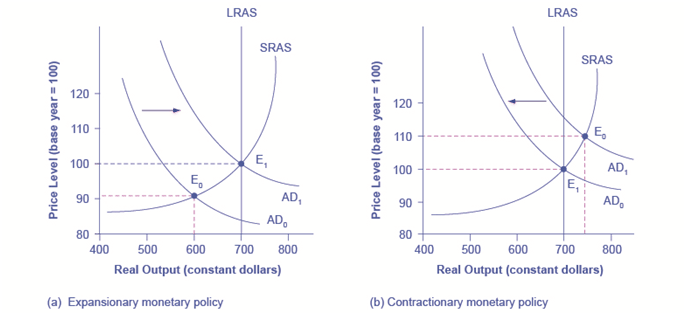 LRAS
SRAS
Price Level (base year = 100)
120
110
100
90
80
E₁
E₀
AD₁
AD₀
400 500 600 700 800
Real Output (constant dollars)
(a) Expansionary monetary policy
LRAS
SRAS
Price Level (base year = 100)
120
110
100
90
80
E₀
E₁
AD₁
AD₀
400 500 600 700 800
Real Output (constant dollars)
(b) Contractionary monetary policy